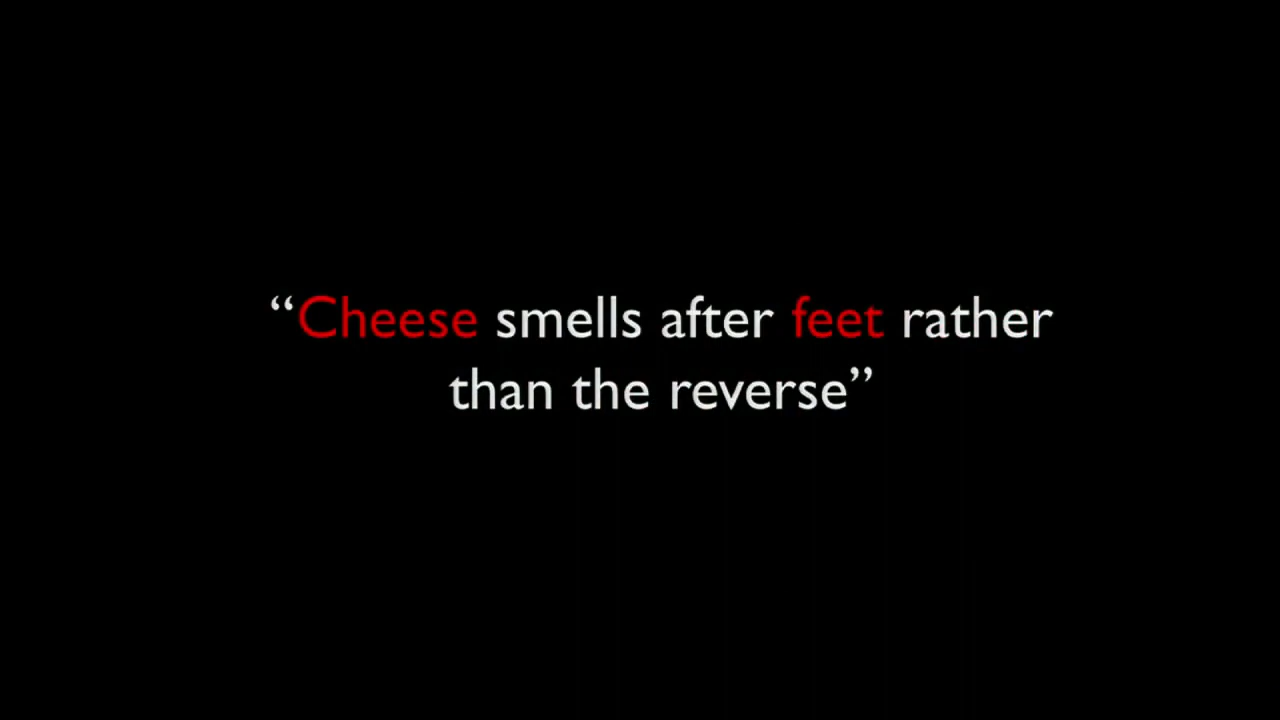 “Cheese smells after feet rather
than the reverse”